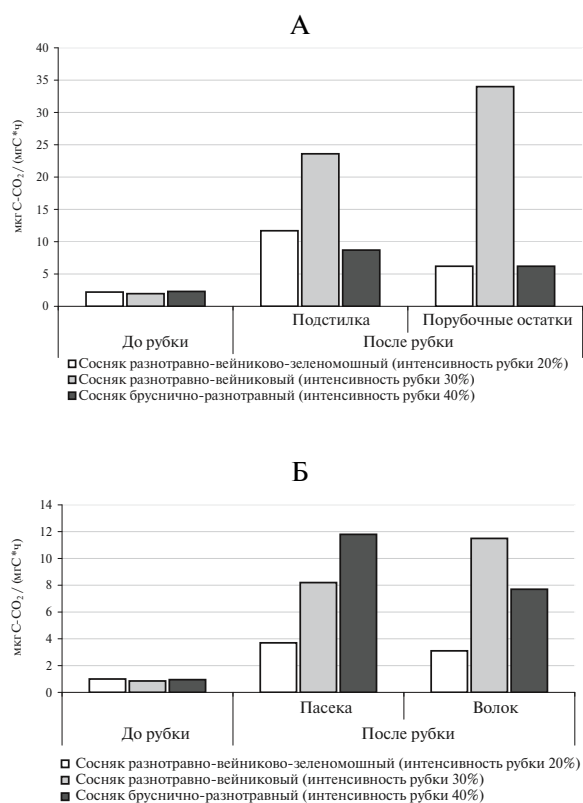 А
40
35
30
25
20
15
10
5
0
мкг C-CO₂ / (мгС*ч)
Подстилка Порубочные остатки
До рубки После рубки
Сосняк разнотравно-вейниково-зеленомошный (интенсивность рубки 20%)
Сосняк разнотравно-вейниковый (интенсивность рубки 30%)
Сосняк бруснично-разнотравный (интенсивность рубки 40%)
Б
14
12
10
8
6
4
2
0
мкг C-CO₂ / (мгС*ч)
Пасека Волок
До рубки После рубки
Сосняк разнотравно-вейниково-зеленомошный (интенсивность рубки 20%)
Сосняк разнотравно-вейниковый (интенсивность рубки 30%)
Сосняк бруснично-разнотравный (интенсивность рубки 40%)